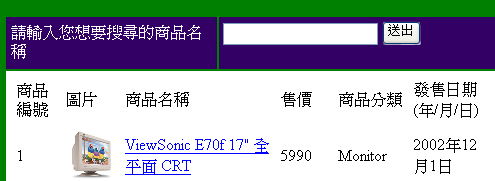 請輸入您想要搜尋的商品名
稱
送出
商品
編號
圖片
商品名稱
售價
商品分類
發售日期
(年/月/日)
1
ViewSonic E70f 17" 全
平面 CRT
5990
Monitor
2002年12
月1日